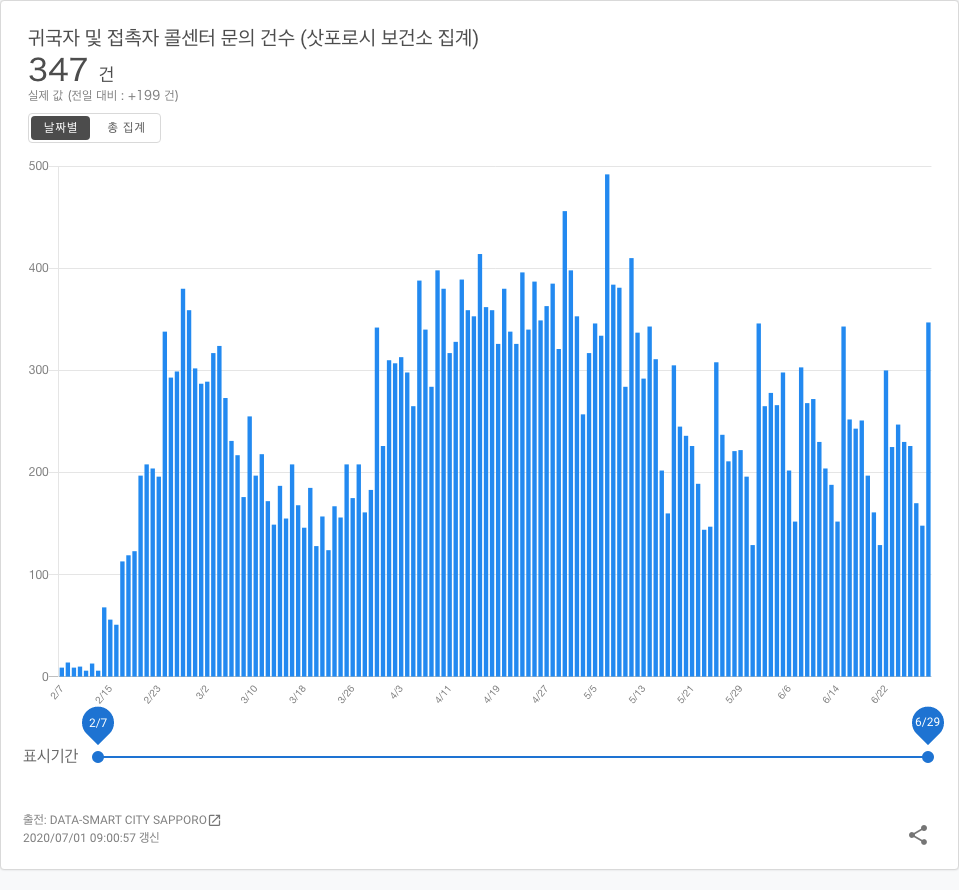 귀국자 및 접촉자 콜센터 문의 건수 (삿포로시 보건소 집계)
347 건
실제 값 (전일 대비 : +199 건)
날짜별 총 집계
500
400
300
200
100
0
2/7 2/15 2/23 3/2 3/10 3/18 3/26 4/3 4/11 4/19 4/27 5/5 5/13 5/21 5/29 6/6 6/14 6/22
2/7 6/29
표시기간
출전: DATA-SMART CITY SAPPORO
2020/07/01 09:00:57 갱신